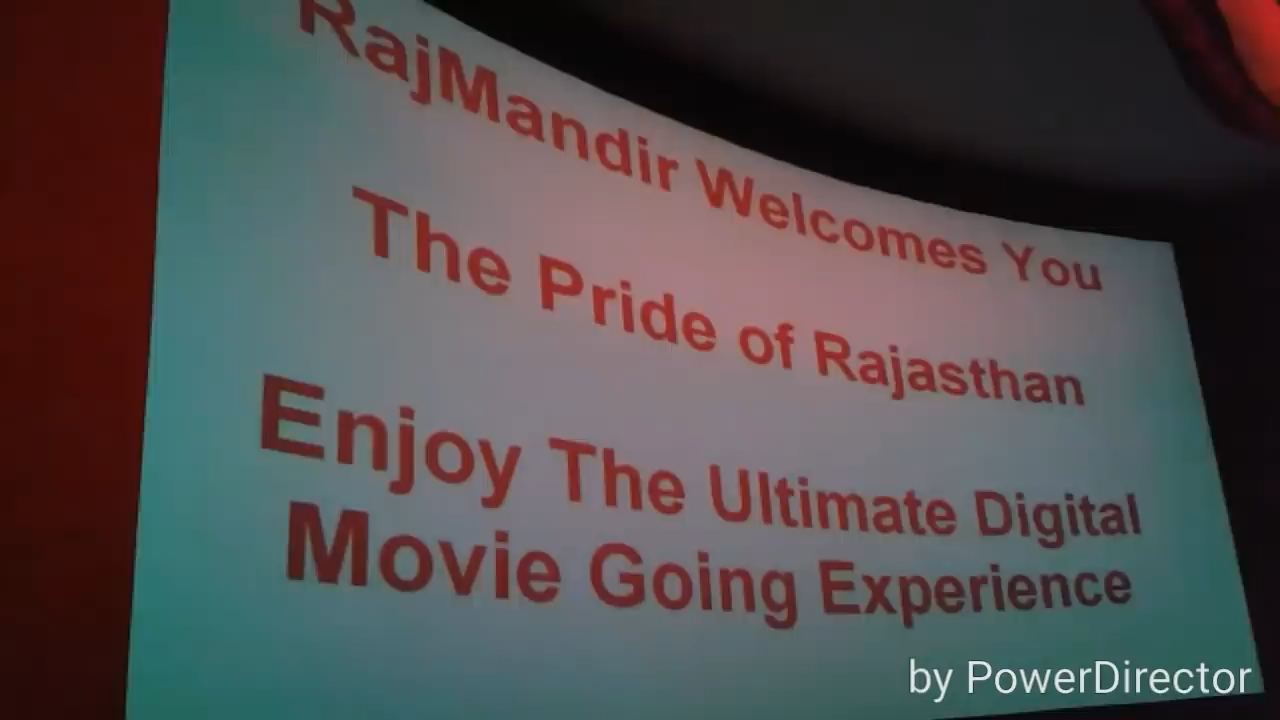 RajMandir Welcomes You
The Pride of Rajasthan
Enjoy The Ultimate Digital
Movie Going Experience
by PowerDirector